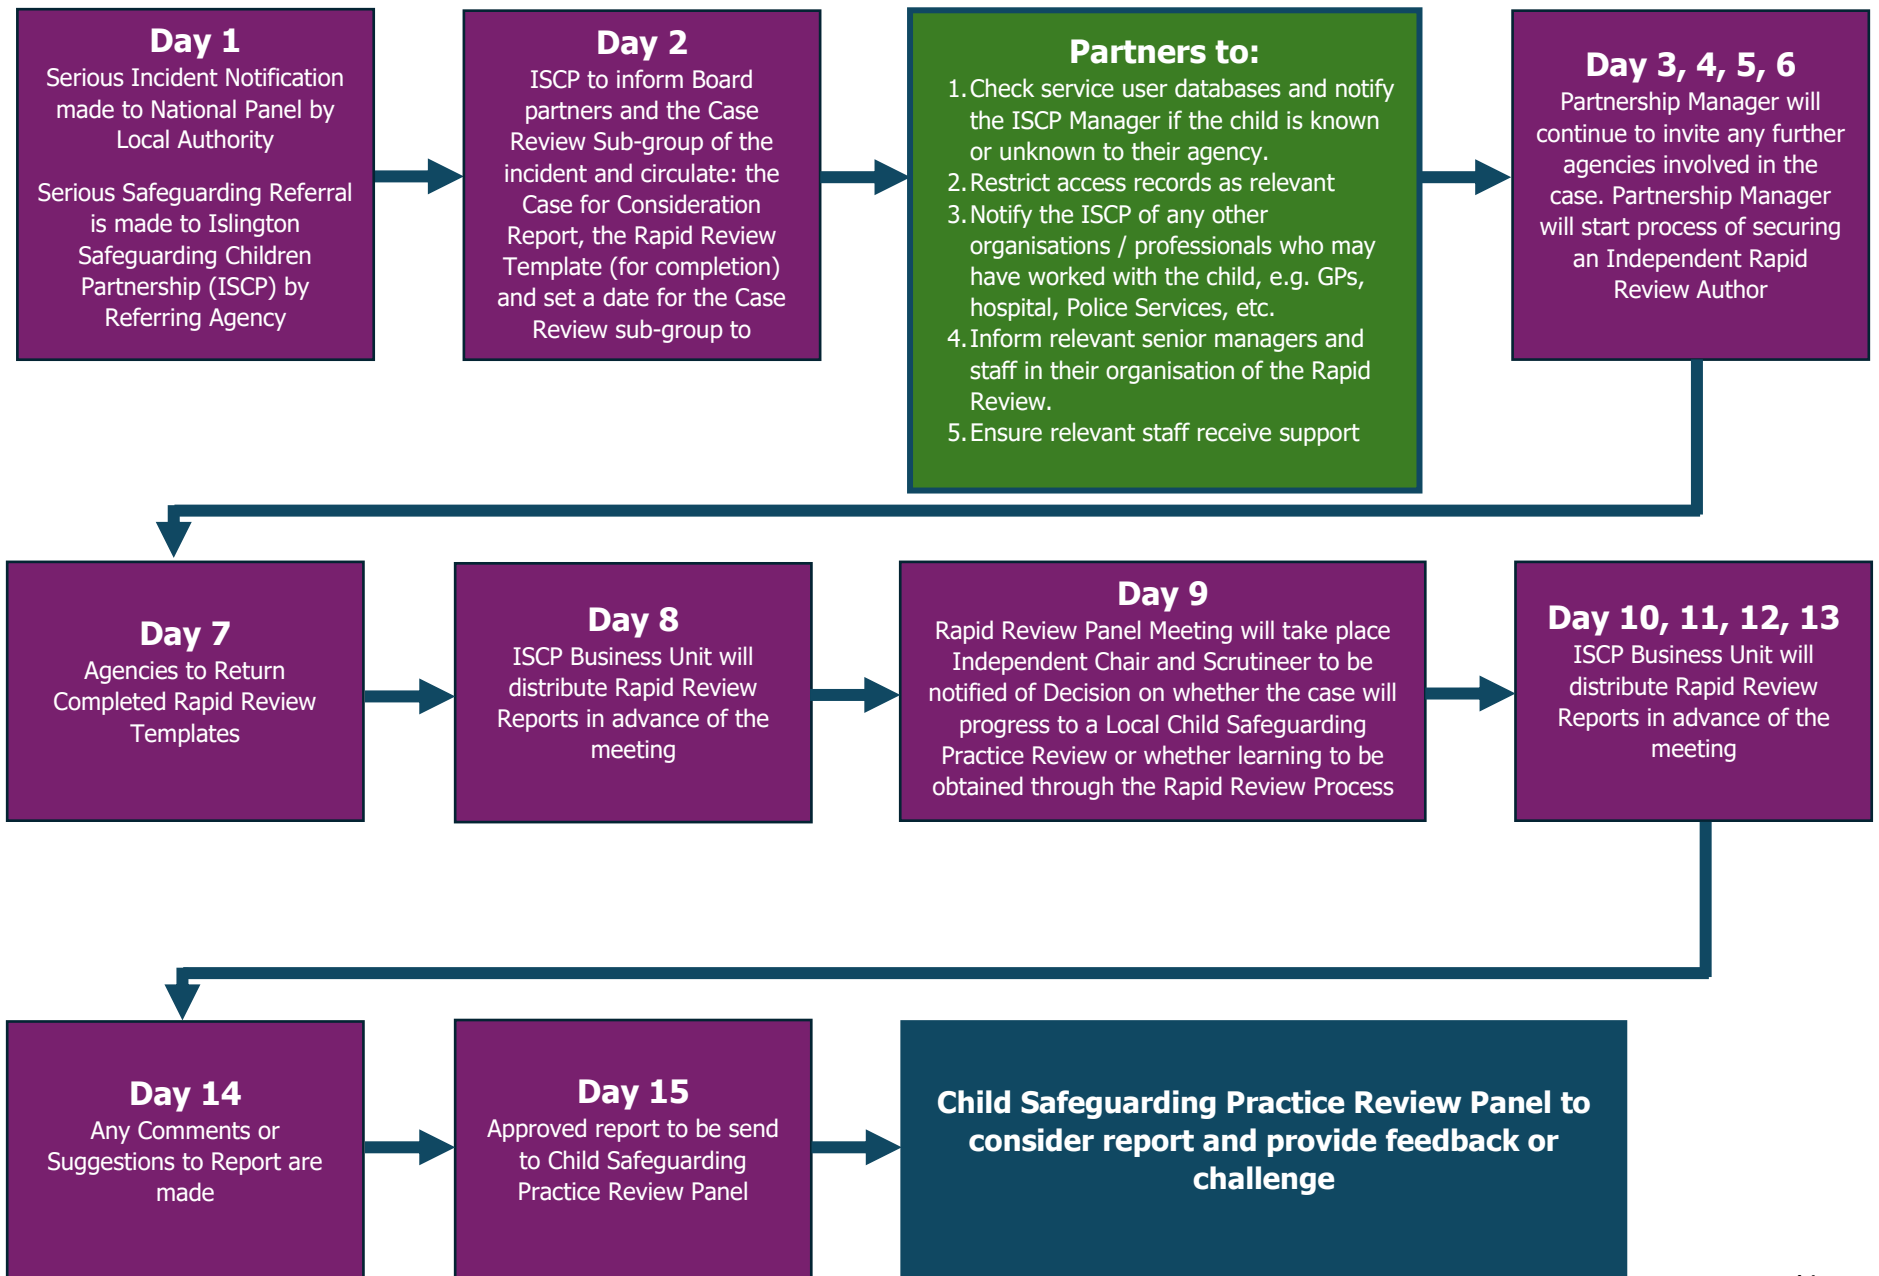 Day 1
Serious Incident Notification
made to National Panel by
Local Authority
Serious Safeguarding Referral
is made to Islington
Safeguarding Children
Partnership (ISCP) by
Referring Agency
Day 2
ISCP to inform Board
partners and the Case
Review Sub-group of the
incident and circulate: the
Case for Consideration
Report, the Rapid Review
Template (for completion)
and set a date for the Case
Review sub-group to
Partners to:
1. Check service user databases and notify
the ISCP Manager if the child is known
or unknown to their agency.
2. Restrict access records as relevant
3. Notify the ISCP of any other
organisations / professionals who may
have worked with the child, e.g. GPs,
hospital, Police Services, etc.
4. Inform relevant senior managers and
staff in their organisation of the Rapid
Review.
5. Ensure relevant staff receive support
Day 3, 4, 5, 6
Partnership Manager will
continue to invite any further
agencies involved in the
case. Partnership Manager
will start process of securing
an Independent Rapid
Review Author
Day 7
Agencies to Return
Completed Rapid Review
Templates
Day 8
ISCP Business Unit will
distribute Rapid Review
Reports in advance of the
meeting
Day 9
Rapid Review Panel Meeting will take place
Independent Chair and Scrutineer to be
notified of Decision on whether the case will
progress to a Local Child Safeguarding
Practice Review or whether learning to be
obtained through the Rapid Review Process
Day 10, 11, 12, 13
ISCP Business Unit will
distribute Rapid Review
Reports in advance of the
meeting
Day 14
Any Comments or
Suggestions to Report are
made
Day 15
Approved report to be send
to Child Safeguarding
Practice Review Panel
Child Safeguarding Practice Review Panel to
consider report and provide feedback or
challenge